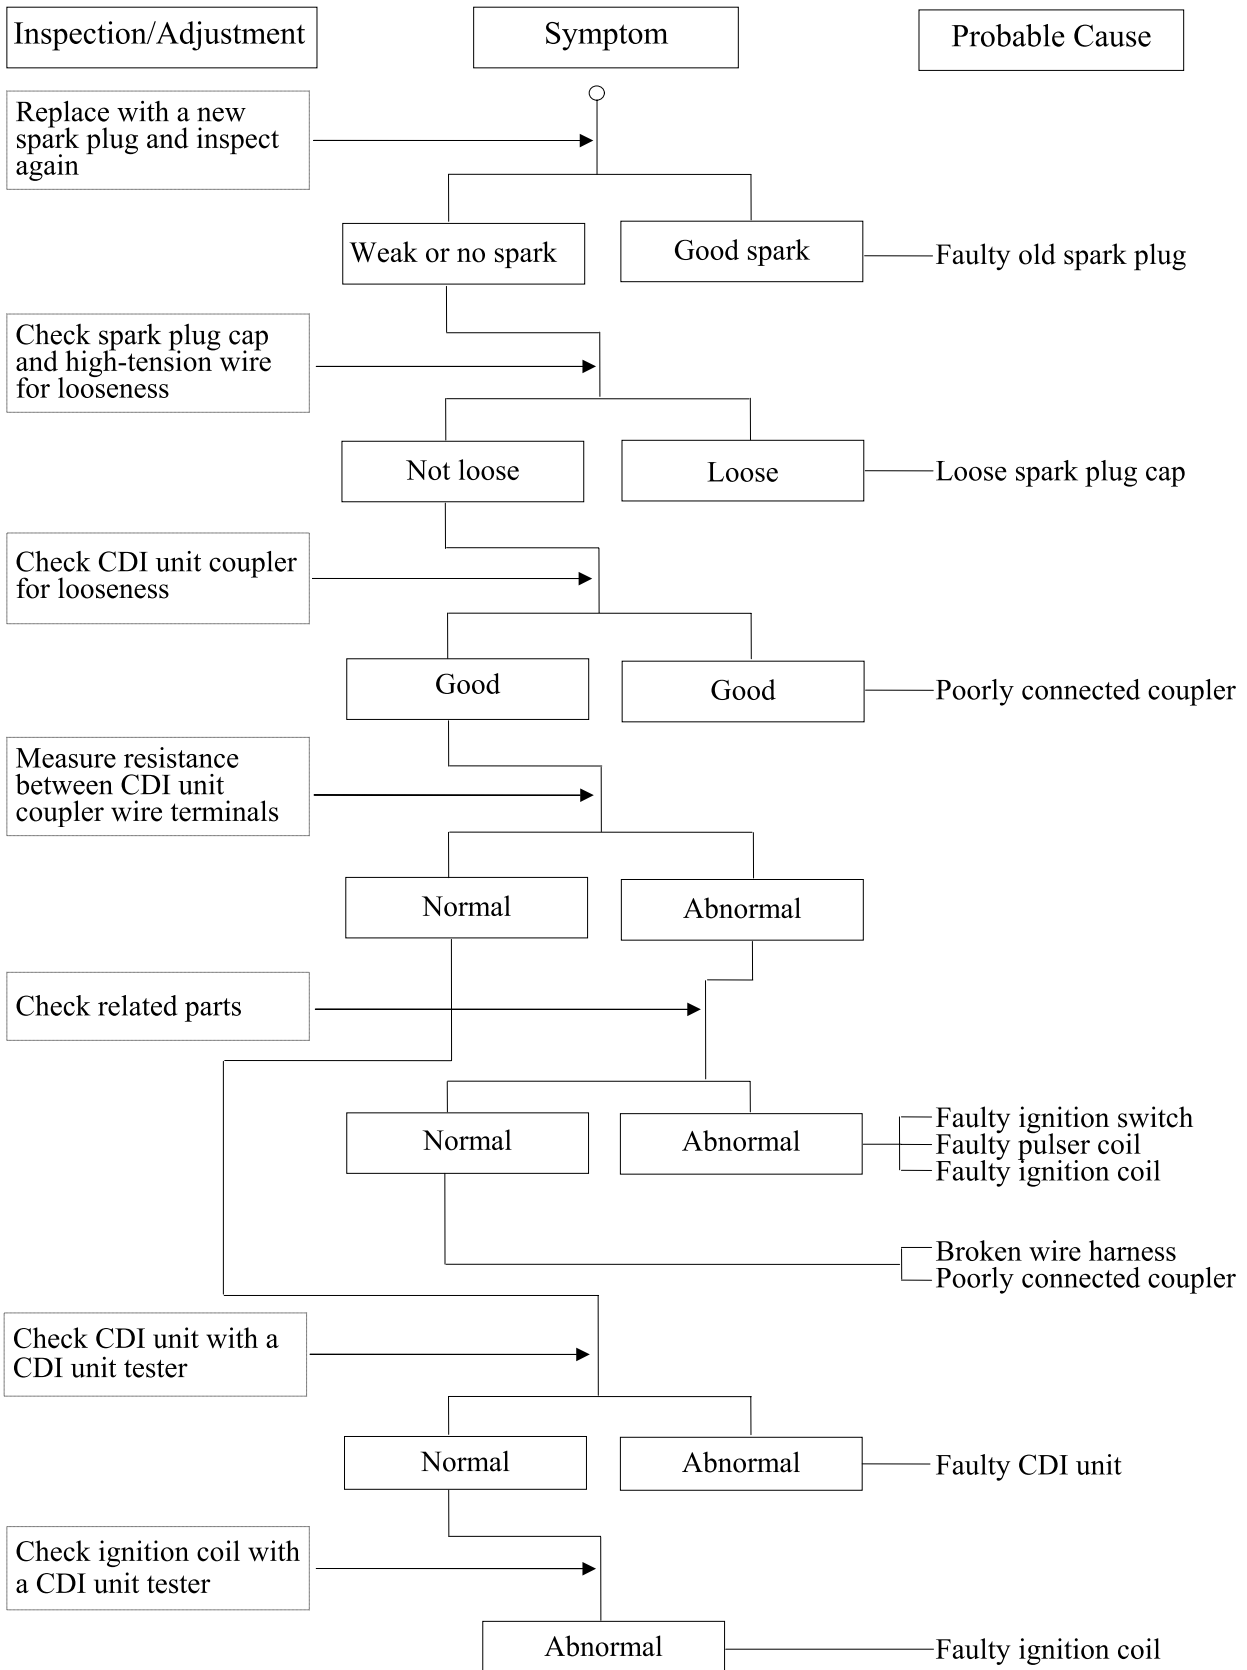 Inspection/Adjustment
Symptom
Probable Cause
Replace with a new
spark plug and inspect
again
Weak or no spark
Good spark
Faulty old spark plug
Check spark plug cap
and high-tension wire
for looseness
Not loose
Loose
Loose spark plug cap
Check CDI unit coupler
for looseness
Good
Good
Poorly connected coupler
Measure resistance
between CDI unit
coupler wire terminals
Normal
Abnormal
Check related parts
Normal
Abnormal
Faulty ignition switch
Faulty pulser coil
Faulty ignition coil
Broken wire harness
Poorly connected coupler
Check CDI unit with a
CDI unit tester
Normal
Abnormal
Faulty CDI unit
Check ignition coil with
a CDI unit tester
Abnormal
Faulty ignition coil